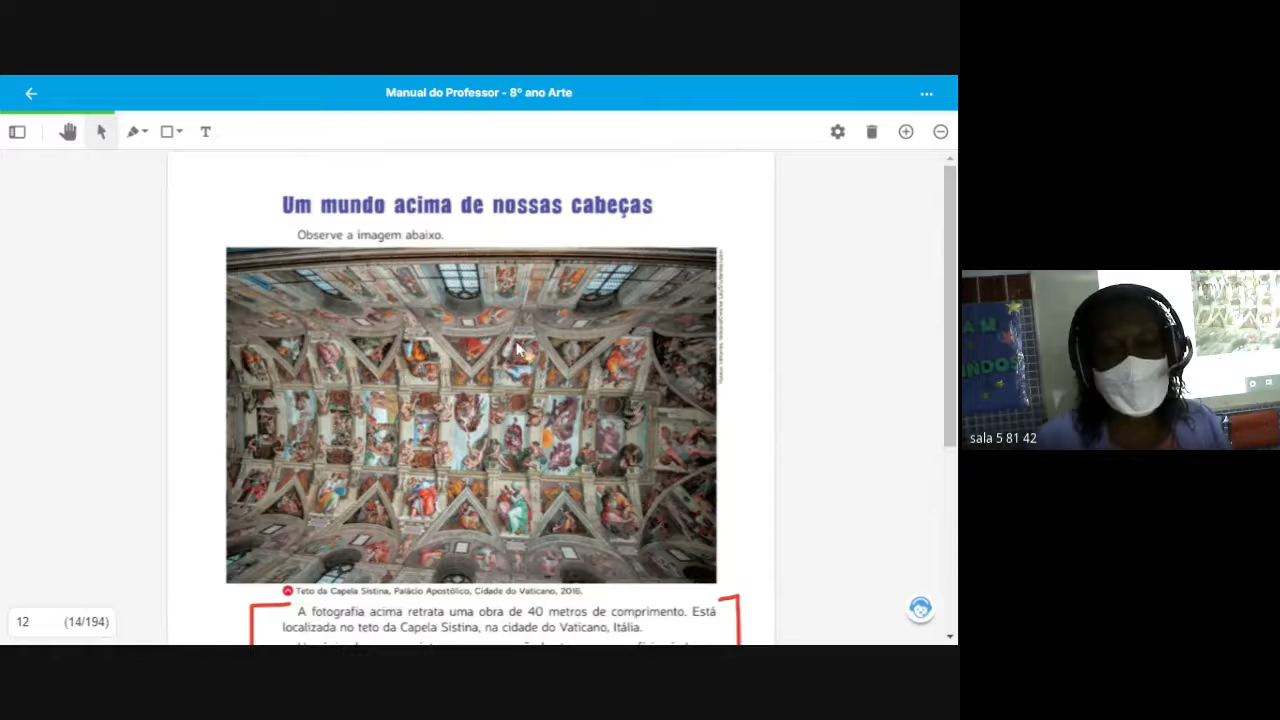 Manual do Professor - 8º ano Arte
T
Um mundo acima de nossas cabeças
Observe a imagem abaixo.
Teto da Capela Sistina, Palácio Apostólico, Cidade do Vaticano, 2016.
A fotografia acima retrata uma obra de 40 metros de comprimento. Está
localizada no teto da Capela Sistina, na cidade do Vaticano, Itália.
12 (14/194)
AM
NDOS
sala 5 81 42